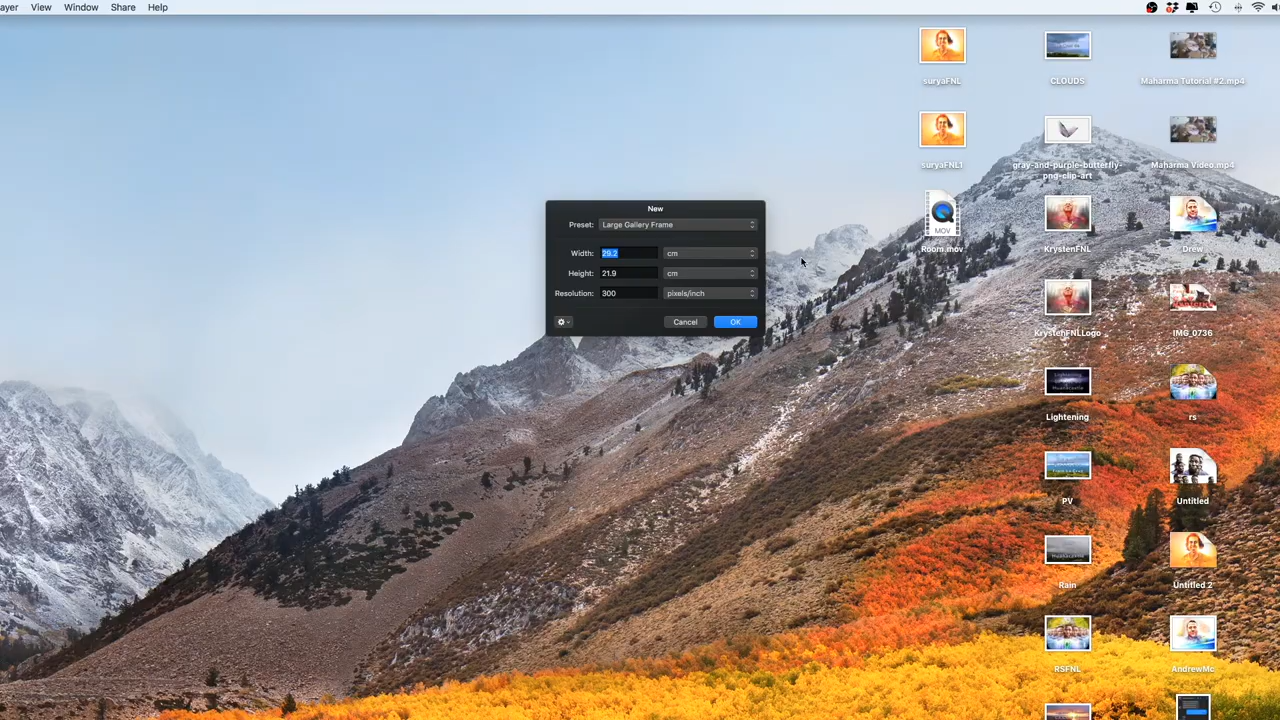 ayer View Window Share Help
New
Preset: Large Gallery Frame
Width: 29.2 cm
Height: 21.9 cm
Resolution: 300 pixels/inch
Cancel OK
suryaFNL
CLOUDS
Maharma Tutorial #2.mp4
suryaFNL1
gray-and-purple-butterfly-
png-clip-art
Maharma Video.mp4
MOV
Room.mov
KrystenFNL
Drew
KrystenFNLLogo
IMG_0736
Lightening
Lightening
rs
PV
Untitled
Rain
Untitled 2
RSFNL
AndrewMc